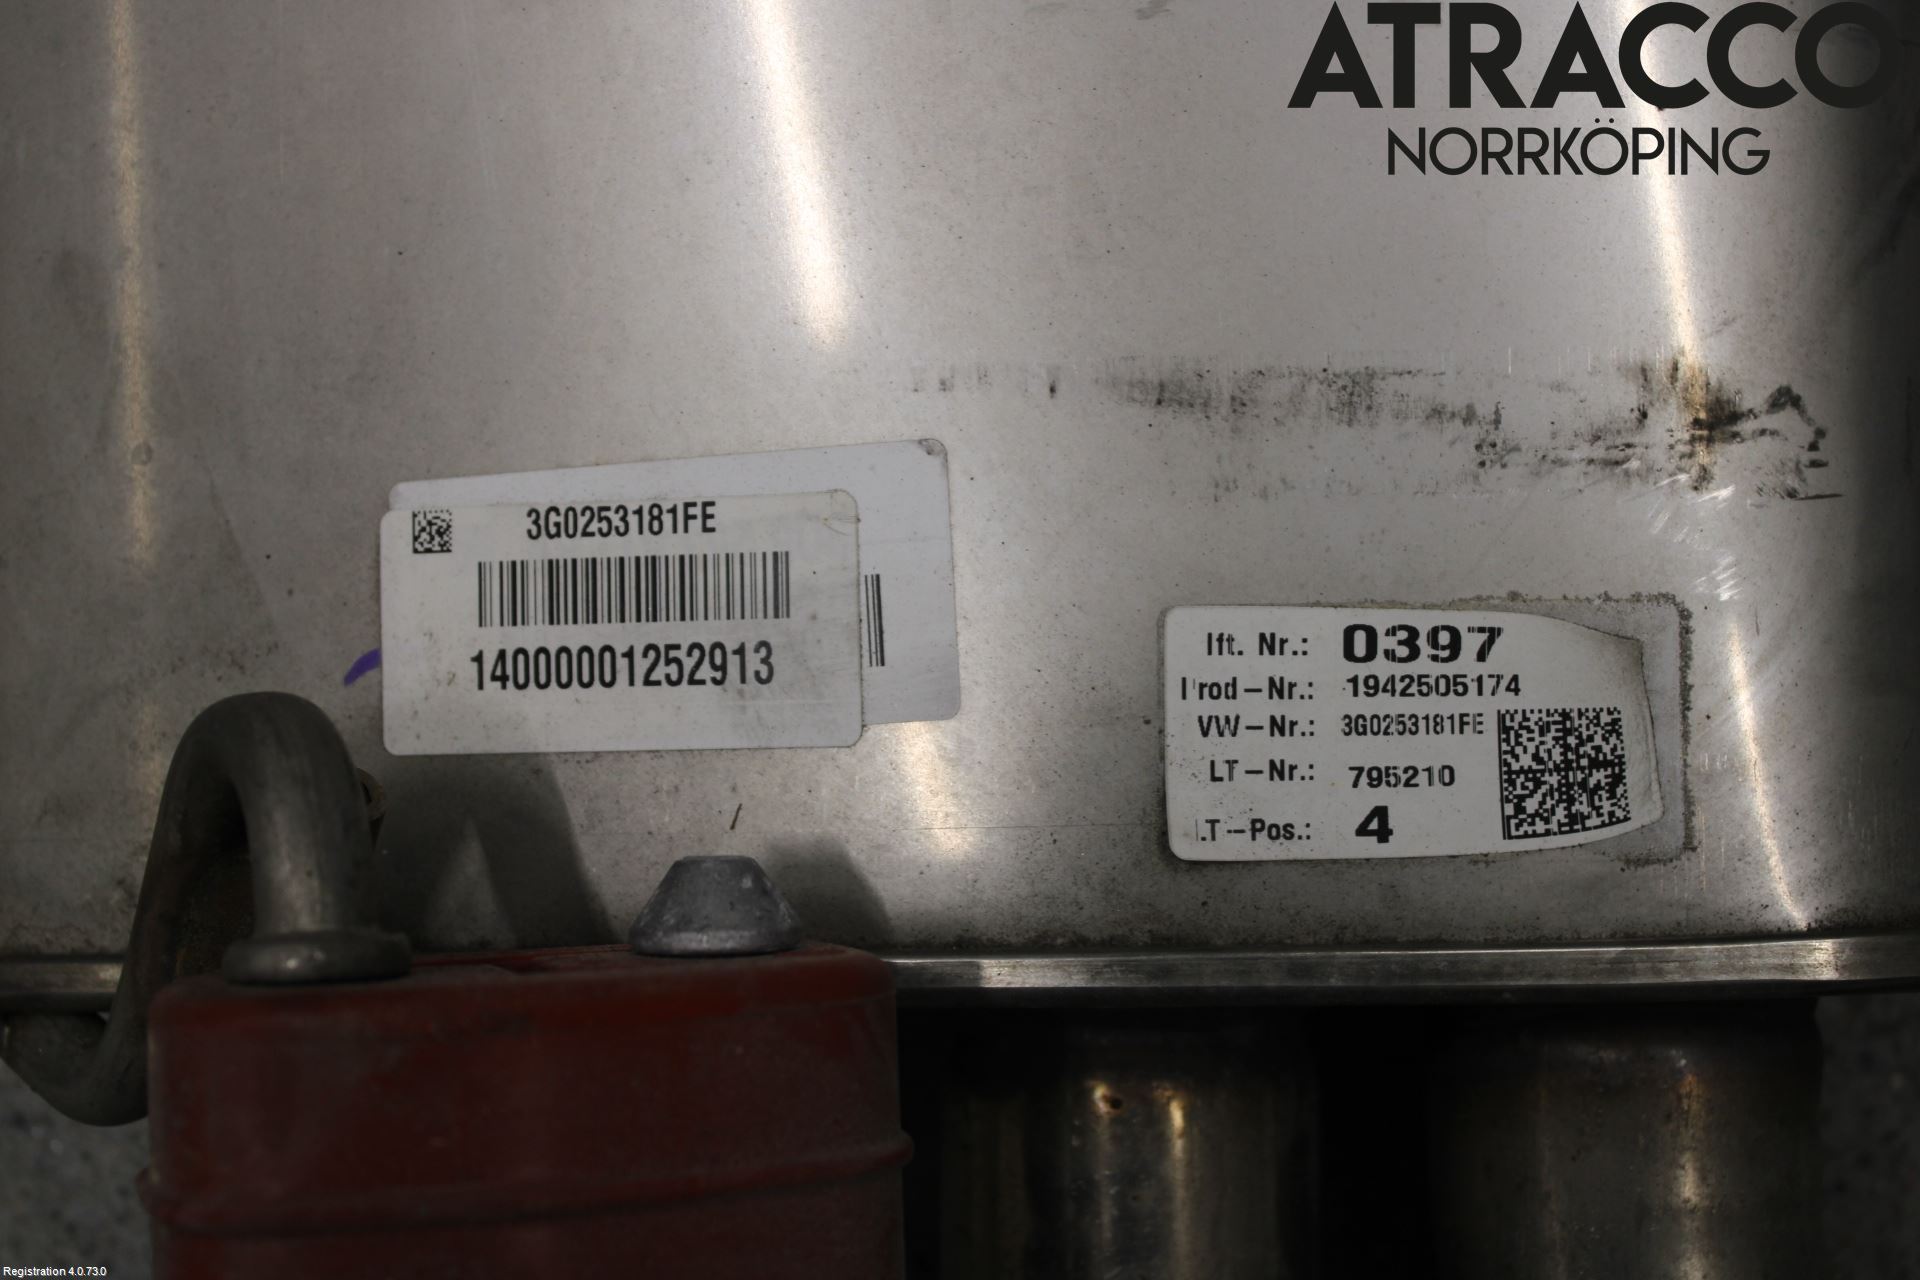 ATRACCO
NORRKÖPING
3G0253181FE
14000001252913
lft. Nr.: 0397
Prod-Nr.: 1942505174
VW-Nr.: 3G0253181FE
LT-Nr.: 795210
LT-Pos.: 4
Registration 4.0.73.0